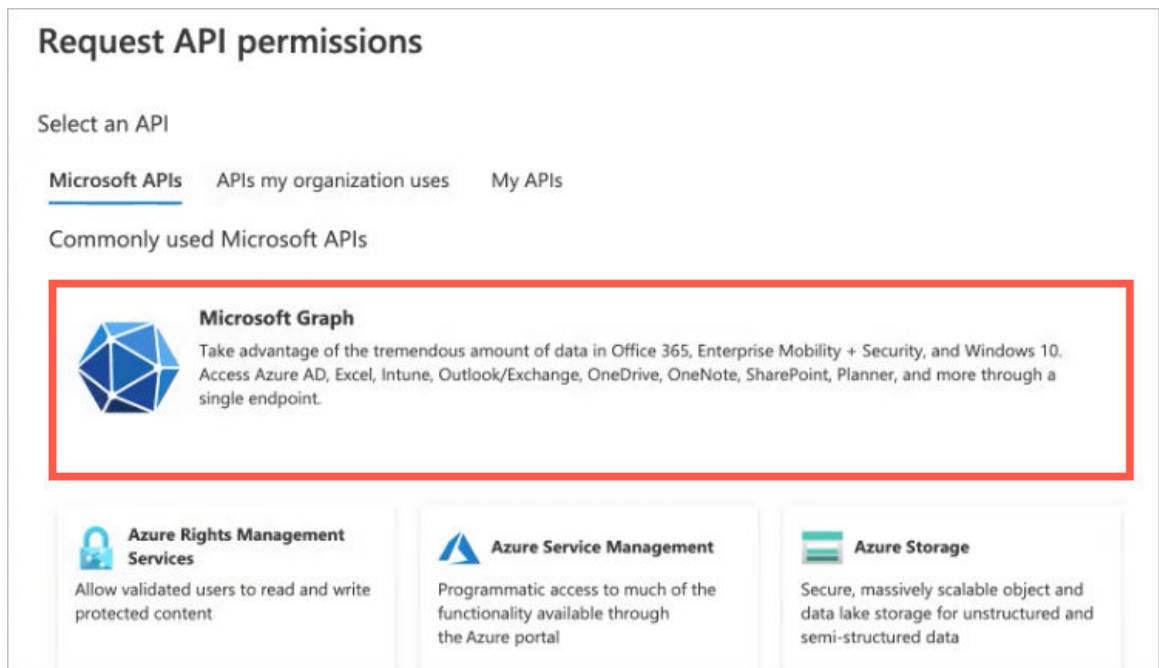 Request API permissions
Select an API
Microsoft APIs APIs my organization uses My APIs
Commonly used Microsoft APIs
Microsoft Graph
Take advantage of the tremendous amount of data in Office 365, Enterprise Mobility + Security, and Windows 10.
Access Azure AD, Excel, Intune, Outlook/Exchange, OneDrive, OneNote, SharePoint, Planner, and more through a
single endpoint.
Azure Rights Management
Services
Allow validated users to read and write
protected content
Azure Service Management
Programmatic access to much of the
functionality available through
the Azure portal
Azure Storage
Secure, massively scalable object and
data lake storage for unstructured and
semi-structured data